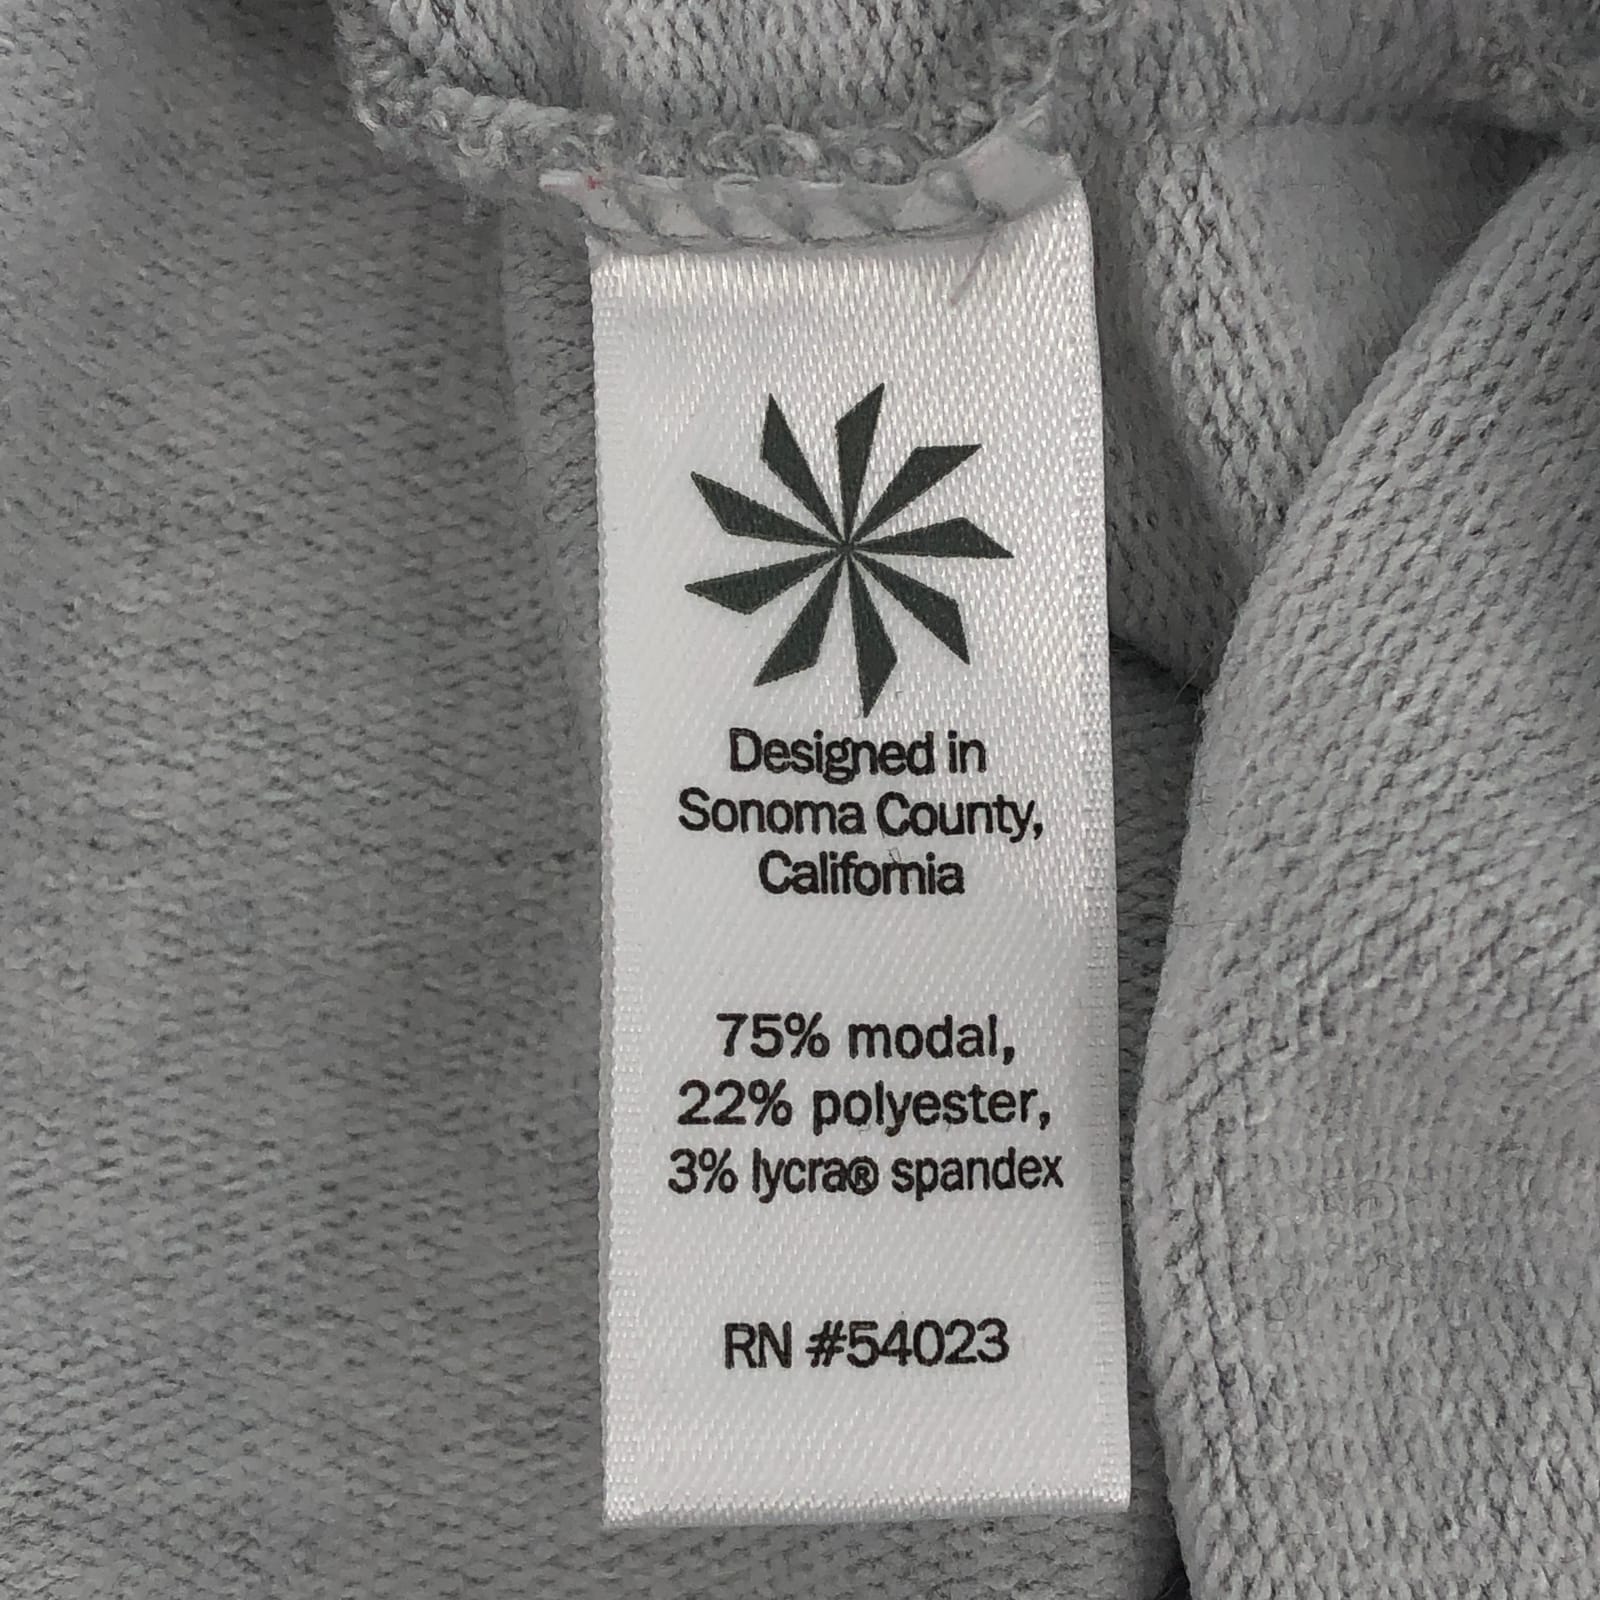 Designed in
Sonoma County,
California
75% modal,
22% polyester,
3% lycra® spandex
RN #54023